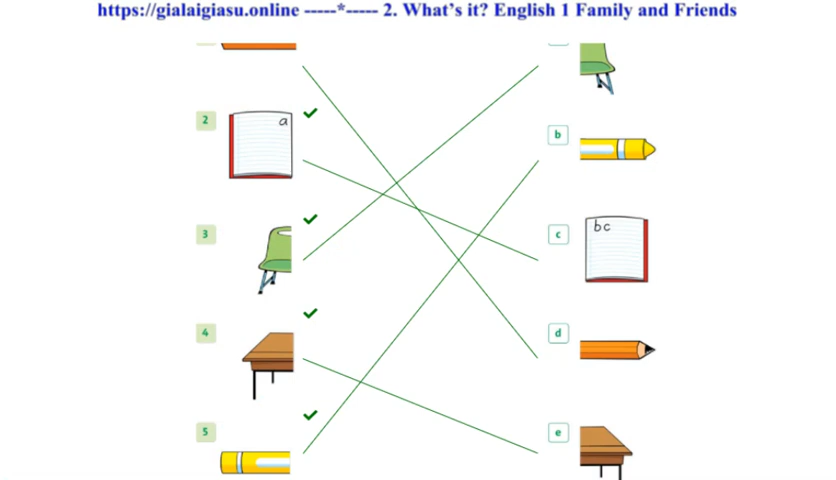 https://gialaigiasu.online -----*----- 2. What's it? English 1 Family and Friends
2
a
b
3
c
bc
4
d
5
e